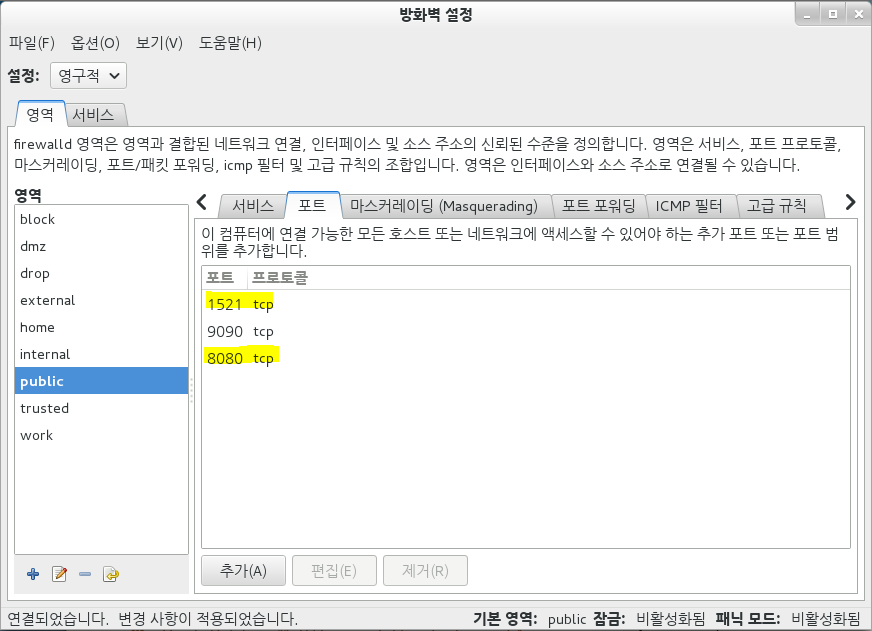 방화벽 설정
파일(F) 옵션(O) 보기(V) 도움말(H)
설정: 영구적
영역 서비스
firewalld 영역은 영역과 결합된 네트워크 연결, 인터페이스 및 소스 주소의 신뢰된 수준을 정의합니다. 영역은 서비스, 포트 프로토콜,
마스커레이딩, 포트/패킷 포워딩, icmp 필터 및 고급 규칙의 조합입니다. 영역은 인터페이스와 소스 주소로 연결될 수 있습니다.
영역
block
dmz
drop
external
home
internal
public
trusted
work
서비스 포트 마스커레이딩 (Masquerading) 포트 포워딩 ICMP 필터 고급 규칙
이 컴퓨터에 연결 가능한 모든 호스트 또는 네트워크에 액세스할 수 있어야 하는 추가 포트 또는 포트 범
위를 추가합니다.
포트 프로토콜
1521 tcp
9090 tcp
8080 tcp
추가(A) 편집(E) 제거(R)
연결되었습니다. 변경 사항이 적용되었습니다. 기본 영역: public 잠금: 비활성화됨 패닉 모드: 비활성화됨